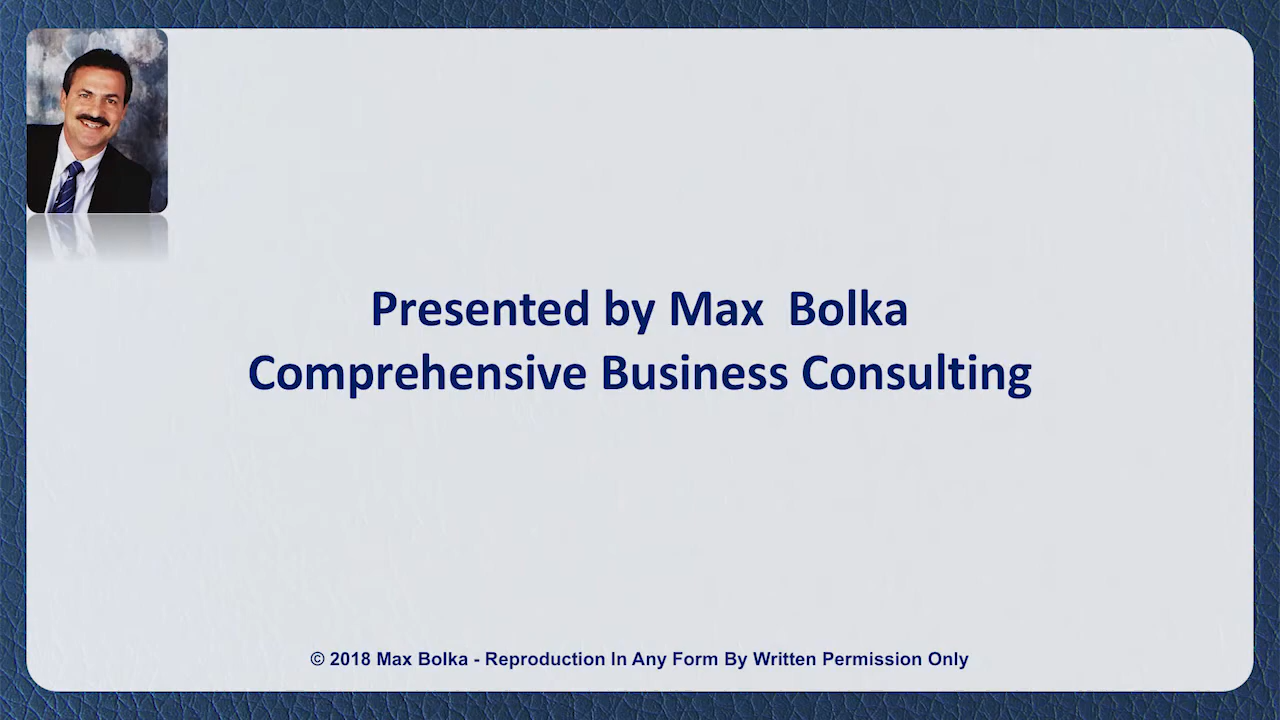 Presented by Max  Bolka
Comprehensive Business Consulting
© 2018 Max Bolka - Reproduction In Any Form By Written Permission Only